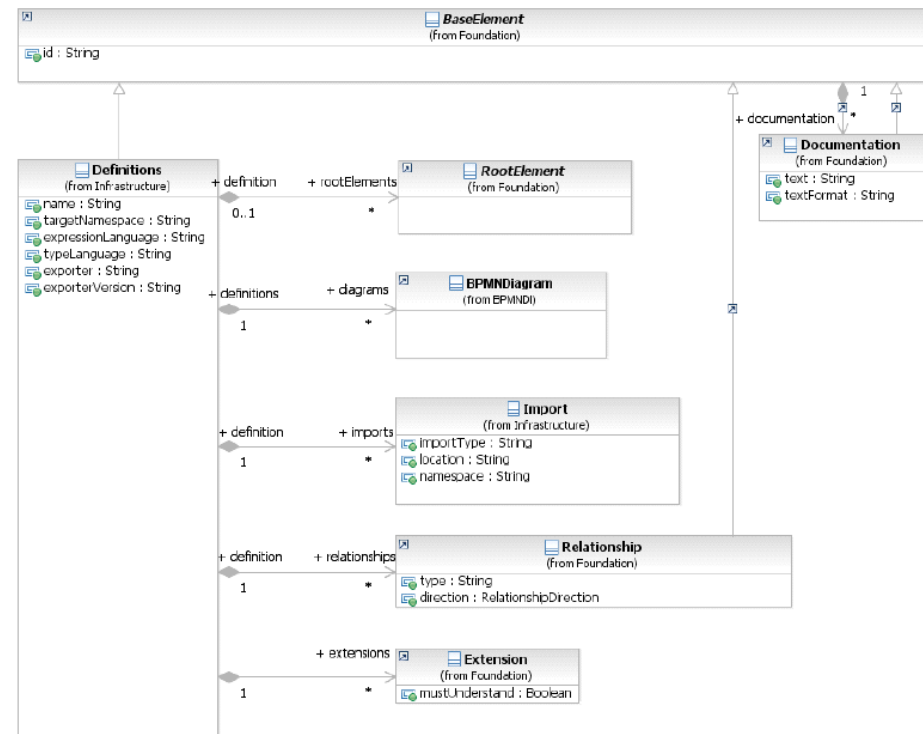 BaseElement
(from Foundation)
id : String
1
+ documentation
*
Documentation
(from Foundation)
text : String
textFormat : String
Definitions
(from Infrastructure)
name : String
targetNamespace : String
expressionLanguage : String
typeLanguage : String
exporter : String
exporterVersion : String
+ definition
+ rootElements
0..1
*
RootElement
(from Foundation)
+ definitions
+ diagrams
1
*
BPMNDiagram
(from BPMNDI)
+ definition
+ imports
1
*
Import
(from Infrastructure)
importType : String
location : String
namespace : String
+ definition
+ relationships
1
*
Relationship
(from Foundation)
type : String
direction : RelationshipDirection
+ extensions
1
*
Extension
(from Foundation)
mustUnderstand : Boolean